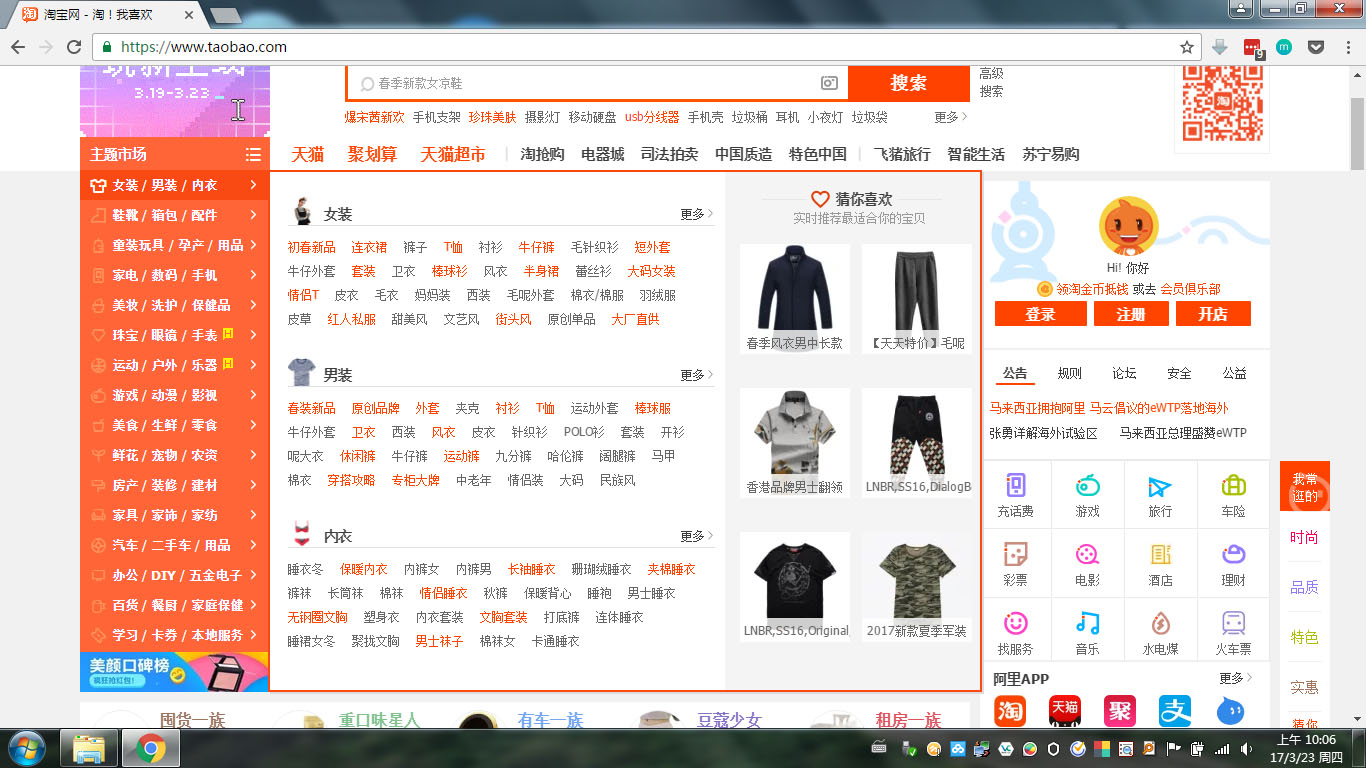 淘宝网 - 淘！我喜欢
https://www.taobao.com
9
m
3.19-3.23
春季新款女凉鞋
搜索
高级
搜索
爆宋茜新欢 手机支架 珍珠美肤 摄影灯 移动硬盘 usb分线器 手机壳 垃圾桶 耳机 小夜灯 垃圾袋 更多
主题市场
天猫 聚划算 天猫超市 淘抢购 电器城 司法拍卖 中国质造 特色中国 飞猪旅行 智能生活 苏宁易购
女装 / 男装 / 内衣
鞋靴 / 箱包 / 配件
童装玩具 / 孕产 / 用品
家电 / 数码 / 手机
美妆 / 洗护 / 保健品
珠宝 / 眼镜 / 手表
运动 / 户外 / 乐器
游戏 / 动漫 / 影视
美食 / 生鲜 / 零食
鲜花 / 宠物 / 农资
房产 / 装修 / 建材
家具 / 家饰 / 家纺
汽车 / 二手车 / 用品
办公 / DIY / 五金电子
百货 / 餐厨 / 家庭保健
学习 / 卡券 / 本地服务
美颜口碑榜
疯狂抢红包!
女装 更多
初春新品 连衣裙 裤子 T恤 衬衫 牛仔裤 毛针织衫 短外套
牛仔外套 套装 卫衣 棒球衫 风衣 半身裙 蕾丝衫 大码女装
情侣T 皮衣 毛衣 妈妈装 西装 毛呢外套 棉衣/棉服 羽绒服
皮草 红人私服 甜美风 文艺风 街头风 原创单品 大厂直供
男装 更多
春装新品 原创品牌 外套 夹克 衬衫 T恤 运动外套 棒球服
牛仔外套 卫衣 西装 风衣 皮衣 针织衫 POLO衫 套装 开衫
呢大衣 休闲裤 牛仔裤 运动裤 九分裤 哈伦裤 阔腿裤 马甲
棉衣 穿搭攻略 专柜大牌 中老年 情侣装 大码 民族风
内衣 更多
睡衣冬 保暖内衣 内裤女 内裤男 长袖睡衣 珊瑚绒睡衣 夹棉睡衣
裤袜 长筒袜 棉袜 情侣睡衣 秋裤 保暖背心 睡裙 男士睡衣
无钢圈文胸 塑身衣 内衣套装 文胸套装 打底裤 连体睡衣
睡裙女冬 聚拢文胸 男士袜子 棉袜女 卡通睡衣
猜你喜欢
实时推荐最适合你的宝贝
春季风衣男中长款
【天天特价】毛呢
香港品牌男士翻领
LNBR,SS16,DialogB
LNBR,SS16,Original,
2017新款夏季军装
淘
Hi! 你好
领淘金币抵钱 或去 会员俱乐部
登录 注册 开店
公告 规则 论坛 安全 公益
马来西亚拥抱阿里 马云倡议的eWTP落地海外
张勇详解海外试验区 马来西亚总理盛赞eWTP
充话费 游戏 旅行 车险
彩票 电影 酒店 理财
找服务 音乐 水电煤 火车票
阿里APP 更多
淘 天猫 聚 支
我常
逛的
时尚
品质
特色
实惠
猜你
囤货一族 重口味星人 有车一族 豆蔻少女 租房一族
上午 10:06
17/3/23 周四